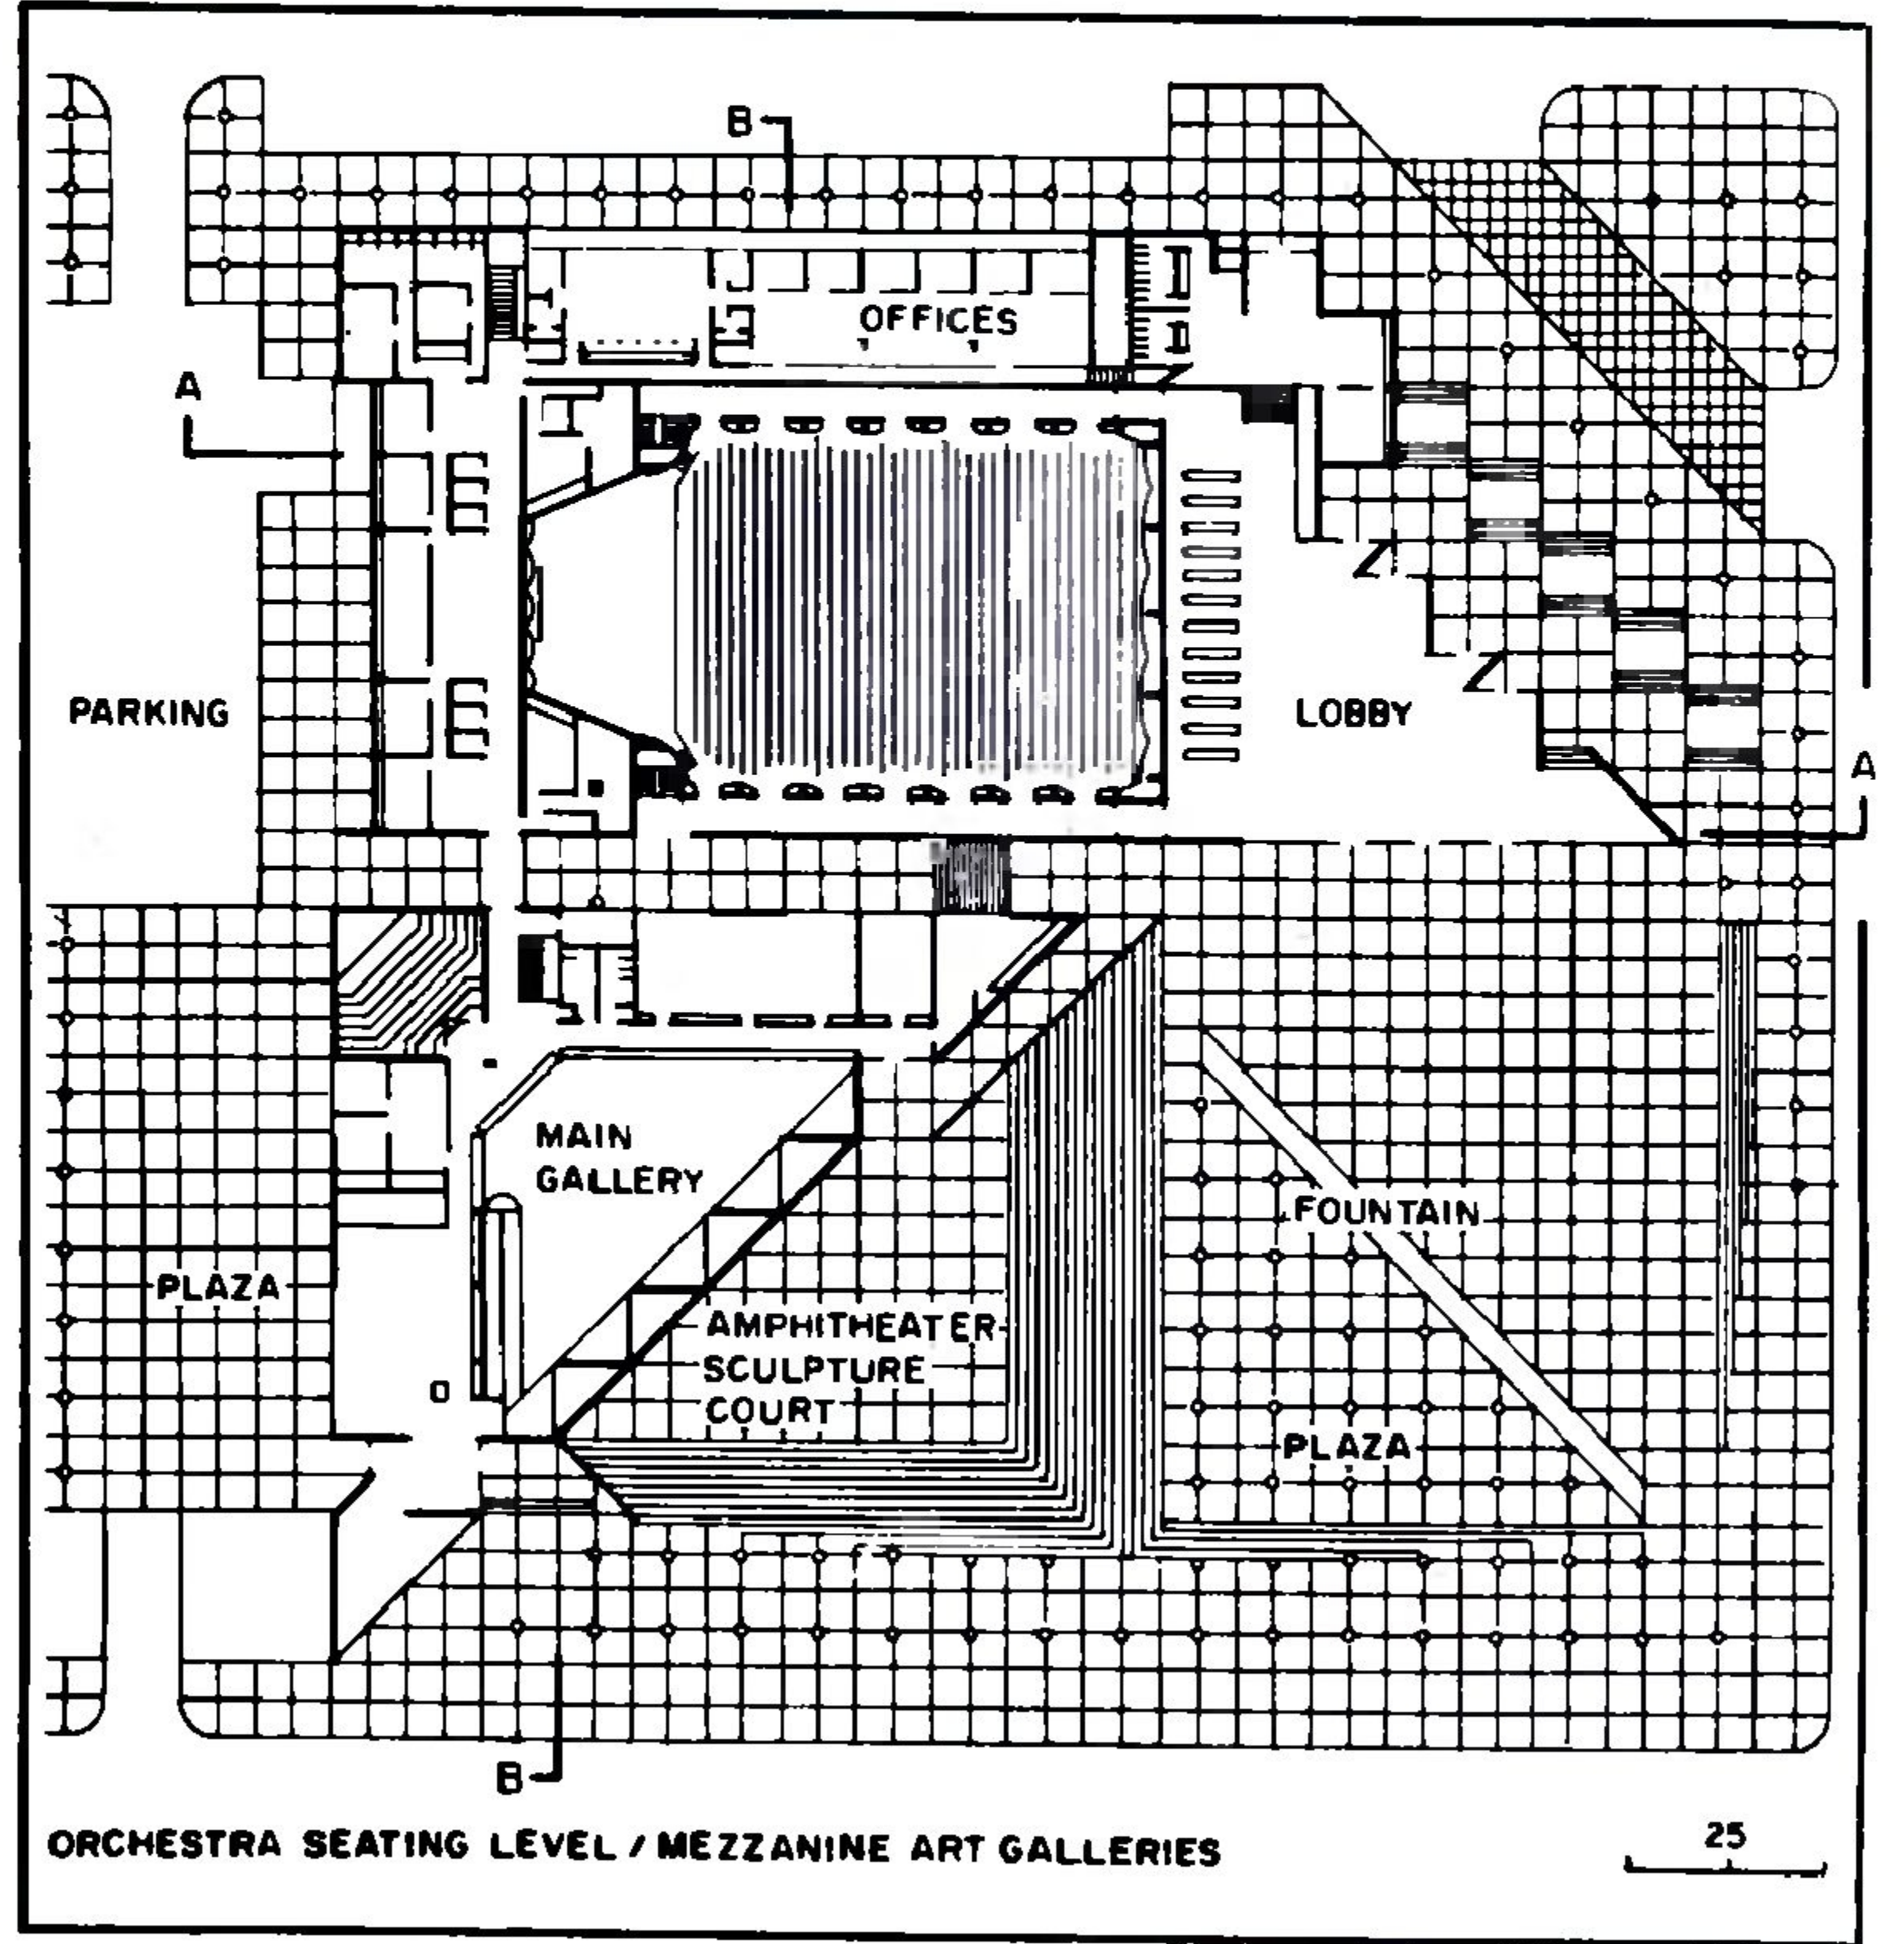 B
OFFICES
A
PARKING
LOBBY
A
MAIN
GALLERY
FOUNTAIN
PLAZA
AMPHITHEATER
SCULPTURE
COURT
PLAZA
B
ORCHESTRA SEATING LEVEL / MEZZANINE ART GALLERIES
25